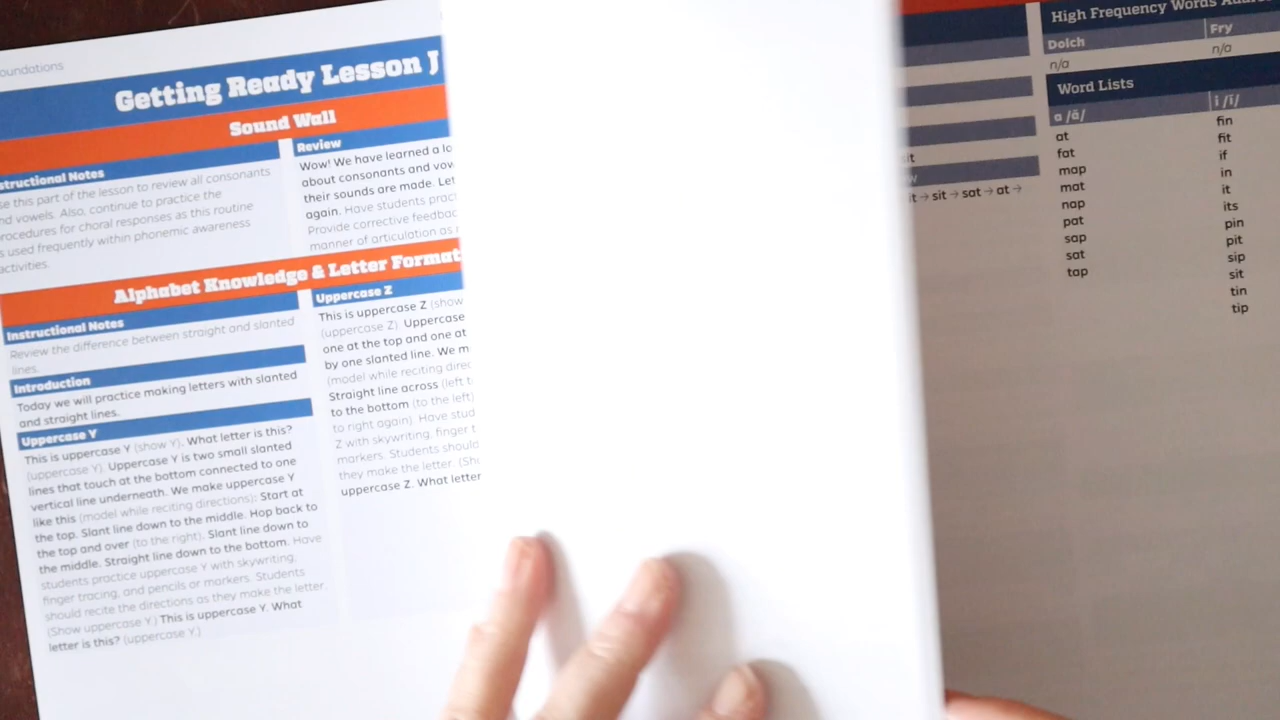 oundations
Getting Ready Lesson J
Sound Wall
structional Notes
se this part of the lesson to review all consonants
nd vowels. Also, continue to practice the
rocedures for choral responses as this routine
s used frequently within phonemic awareness
activities.
Review
Wow! We have learned a lo
about consonants and vow
their sounds are made. Let
again. Have students pract
Provide corrective feedbac
manner of articulation as
Alphabet Knowledge & Letter Format
Instructional Notes
Review the difference between straight and slanted
lines.
Introduction
Today we will practice making letters with slanted
and straight lines.
Uppercase Y
This is uppercase Y (show Y). What letter is this?
(uppercase Y). Uppercase Y is two small slanted
lines that touch at the bottom connected to one
vertical line underneath. We make uppercase Y
like this (model while reciting directions): Start at
the top. Slant line down to the middle. Hop back to
the top and over (to the right). Slant line down to
the middle. Straight line down to the bottom. Have
students practice uppercase Y with skywriting,
finger tracing, and pencils or markers. Students
should recite the directions as they make the letter.
(Show uppercase Y.) This is uppercase Y. What
letter is this? (uppercase Y.)
Uppercase Z
This is uppercase Z (show
(uppercase Z). Uppercase
one at the top and one at
by one slanted line. We m
(model while reciting direc
Straight line across (left t
to the bottom (to the left)
to right again). Have stud
Z with skywriting, finger t
markers. Students should
they make the letter. (Sho
uppercase Z. What letter
sit
w
it → sit → sat → at →
High Frequency Words
Dolch
Fry
n/a
n/a
Word Lists
a /ă/
at
fat
map
mat
nap
pat
sap
sat
tap
i /ĭ/
fin
fit
if
in
it
its
pin
pit
sip
sit
tin
tip